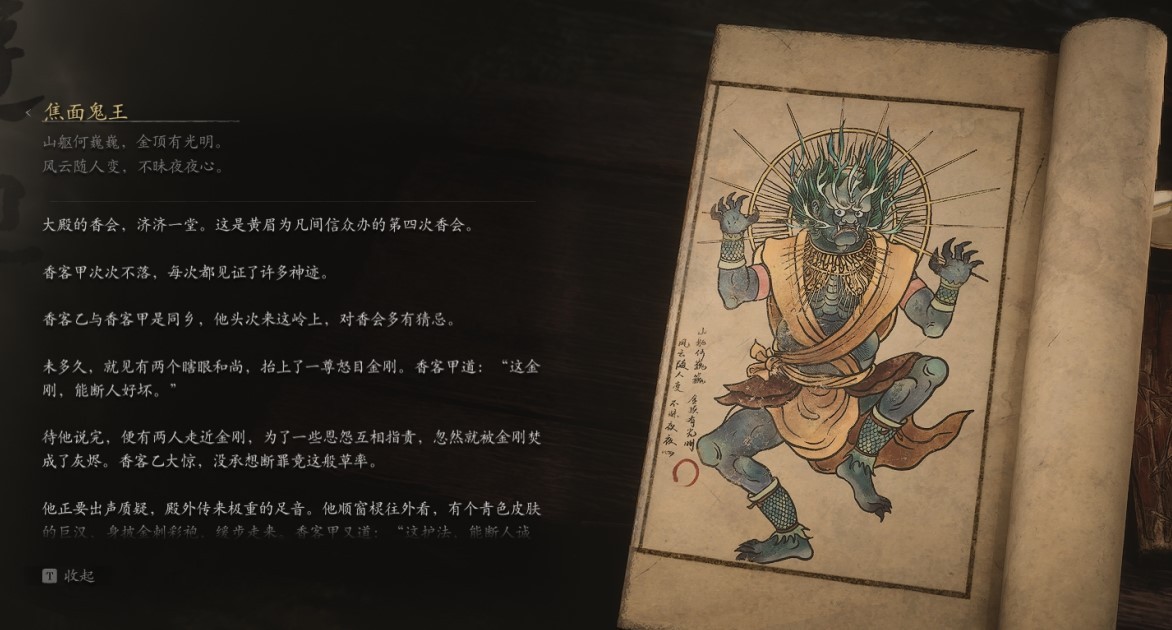 焦面鬼王
山躯何巍巍，金顶有光明。
风云随人变，不昧夜夜心。
大殿的香会，济济一堂。这是黄眉为凡间信众办的第四次香会。
香客甲次次不落，每次都见证了许多神迹。
香客乙与香客甲是同乡，他头次来这岭上，对香会多有猜忌。
未多久，就见有两个瞎眼和尚，抬上了一尊怒目金刚。香客甲道：“这金
刚，能断人好坏。”
待他说完，便有两人走近金刚，为了一些恩怨互相指责，忽然就被金刚焚
成了灰烬。香客乙大惊，没承想断罪竟这般草率。
他正要出声质疑，殿外传来极重的足音。他顺窗棂往外看，有个青色皮肤
的巨汉，身披金刺彩袍，缓步走来。香客甲又道：“这护法，能断人诚
T 收起
山躯何巍巍 金顶有光明
风云随人变 不昧夜夜心